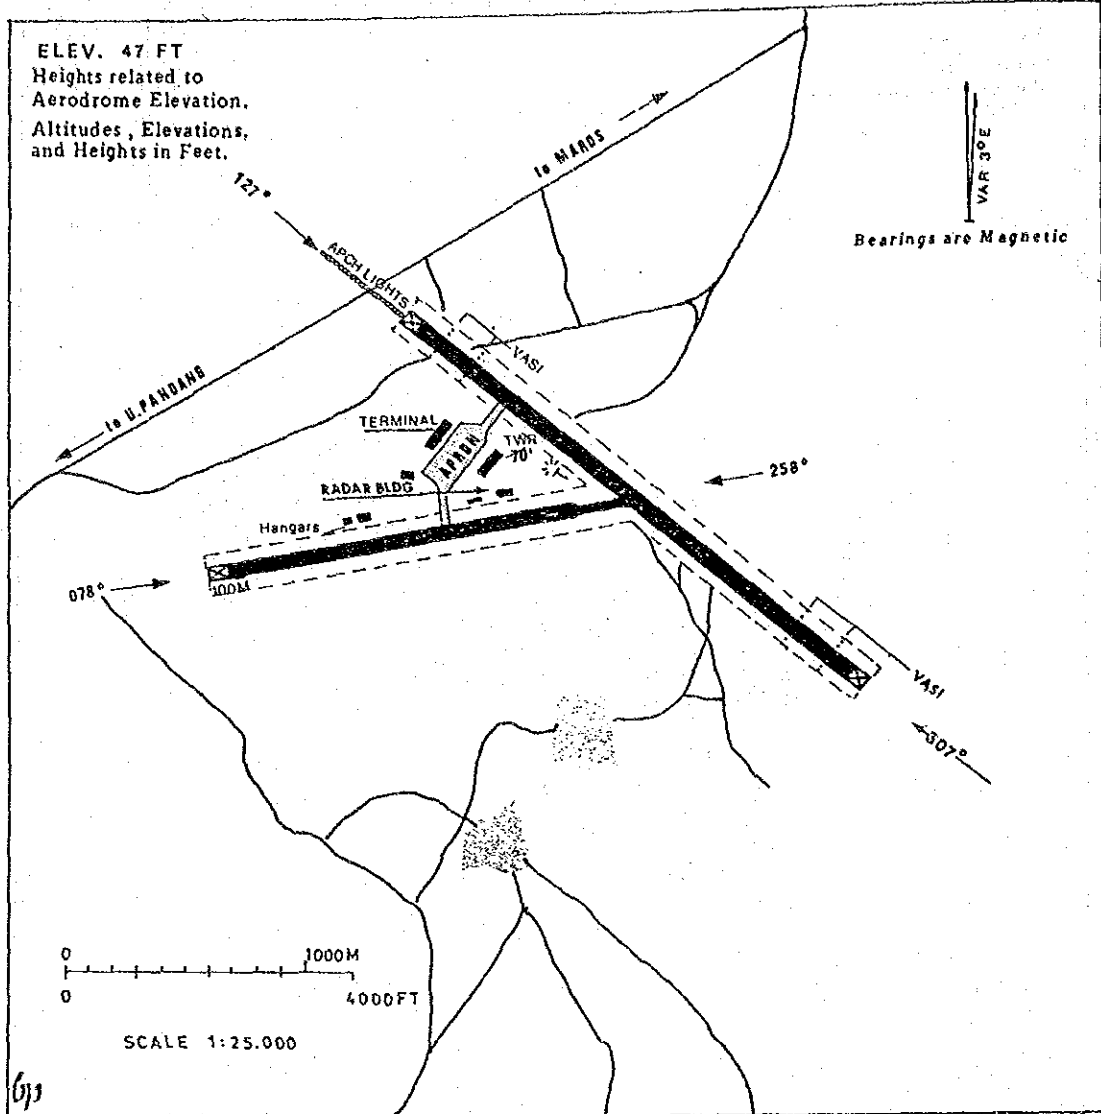 ELEV. 47 FT
Heights related to
Aerodrome Elevation.
Altitudes, Elevations,
and Heights in Feet.
127°
to MAROS
VAR 3°E
Bearings are Magnetic
APCH LIGHTS
VASI
to U. PANDANG
TERMINAL
APRON
TWR
70'
258°
RADAR BLDG
Hangars
078°
100M
VASI
307°
0 1000M
0 4000FT
SCALE 1:25.000